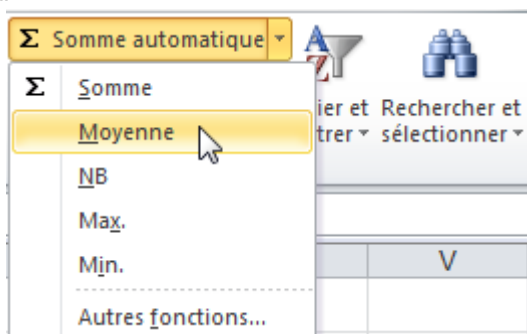 Σ Somme automatique
Σ Somme
Moyenne
NB
Max.
Min.
Autres fonctions...
ier et
trer
Rechercher et
sélectionner
V